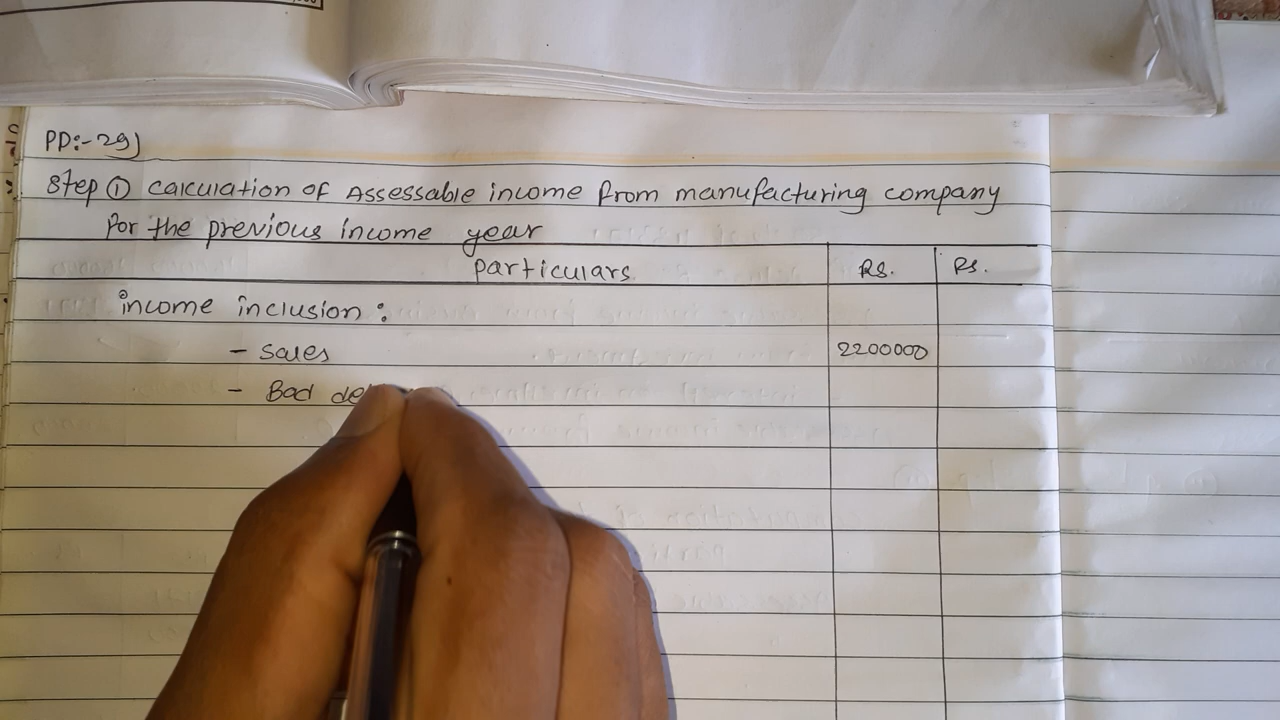 PD:-29)
Step ① calculation of Assessable income from manufacturing company
for the previous income year
particulars Rs. Rs.
income inclusion :
- sales 2200000
- Bad de